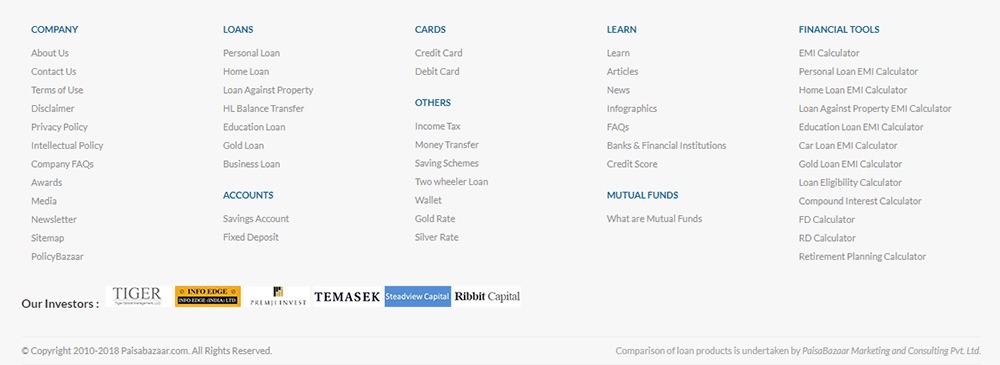 COMPANY
About Us
Contact Us
Terms of Use
Disclaimer
Privacy Policy
Intellectual Policy
Company FAQs
Awards
Media
Newsletter
Sitemap
PolicyBazaar
LOANS
Personal Loan
Home Loan
Loan Against Property
HL Balance Transfer
Education Loan
Gold Loan
Business Loan
ACCOUNTS
Savings Account
Fixed Deposit
CARDS
Credit Card
Debit Card
OTHERS
Income Tax
Money Transfer
Saving Schemes
Two wheeler Loan
Wallet
Gold Rate
Silver Rate
LEARN
Learn
Articles
News
Infographics
FAQs
Banks & Financial Institutions
Credit Score
MUTUAL FUNDS
What are Mutual Funds
FINANCIAL TOOLS
EMI Calculator
Personal Loan EMI Calculator
Home Loan EMI Calculator
Loan Against Property EMI Calculator
Education Loan EMI Calculator
Car Loan EMI Calculator
Gold Loan EMI Calculator
Loan Eligibility Calculator
Compound Interest Calculator
FD Calculator
RD Calculator
Retirement Planning Calculator
Our Investors :
TIGER
Tiger Global Management, LLC
INFO EDGE
INFO EDGE (INDIA) LTD
PREMJI INVEST
TEMASEK
Steadview Capital
Ribbit Capital
© Copyright 2010-2018 Paisabazaar.com. All Rights Reserved.
Comparison of loan products is undertaken by PaisaBazaar Marketing and Consulting Pvt. Ltd.